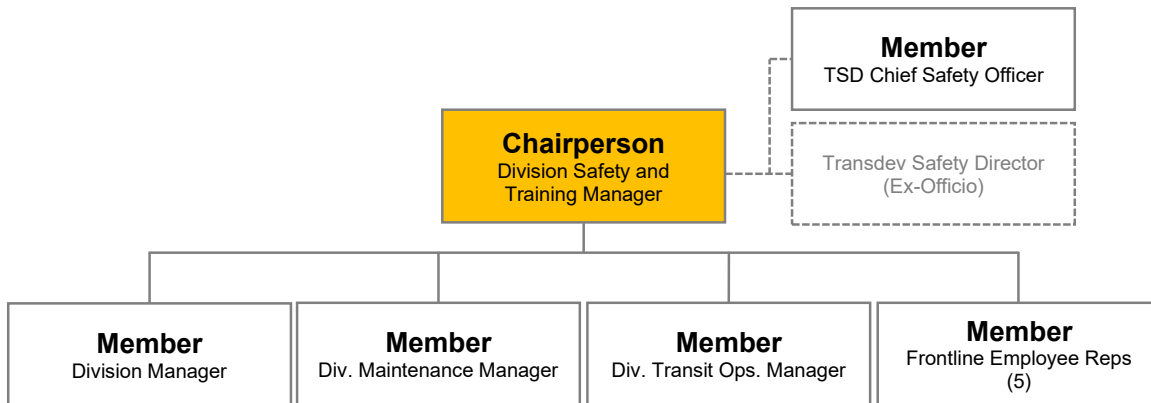 Member
TSD Chief Safety Officer
Chairperson
Division Safety and
Training Manager
Transdev Safety Director
(Ex-Officio)
Member
Division Manager
Member
Div. Maintenance Manager
Member
Div. Transit Ops. Manager
Member
Frontline Employee Reps
(5)